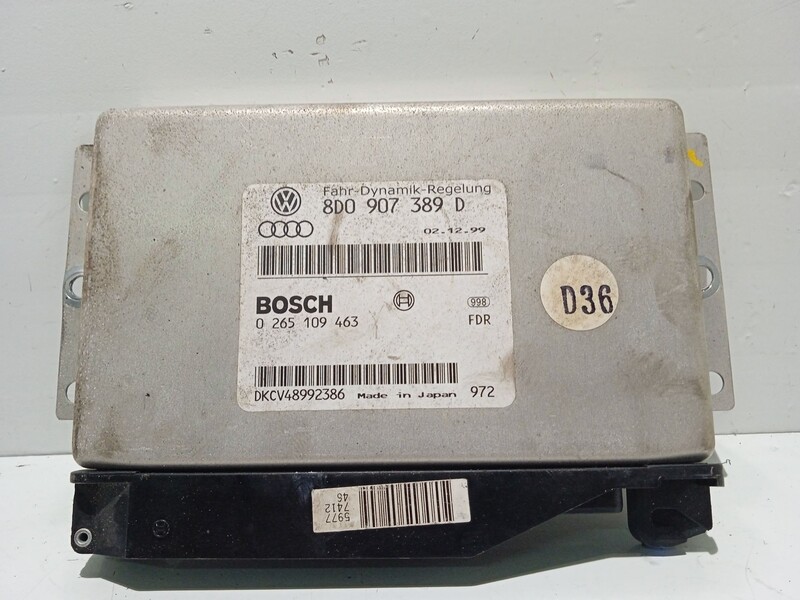 Fahr-Dynamik-Regelung
8D0 907 389 D
02.12.99
BOSCH
998
0 265 109 463
FDR
DKCV48992386 Made in Japan 972
D36
5977
7412
46